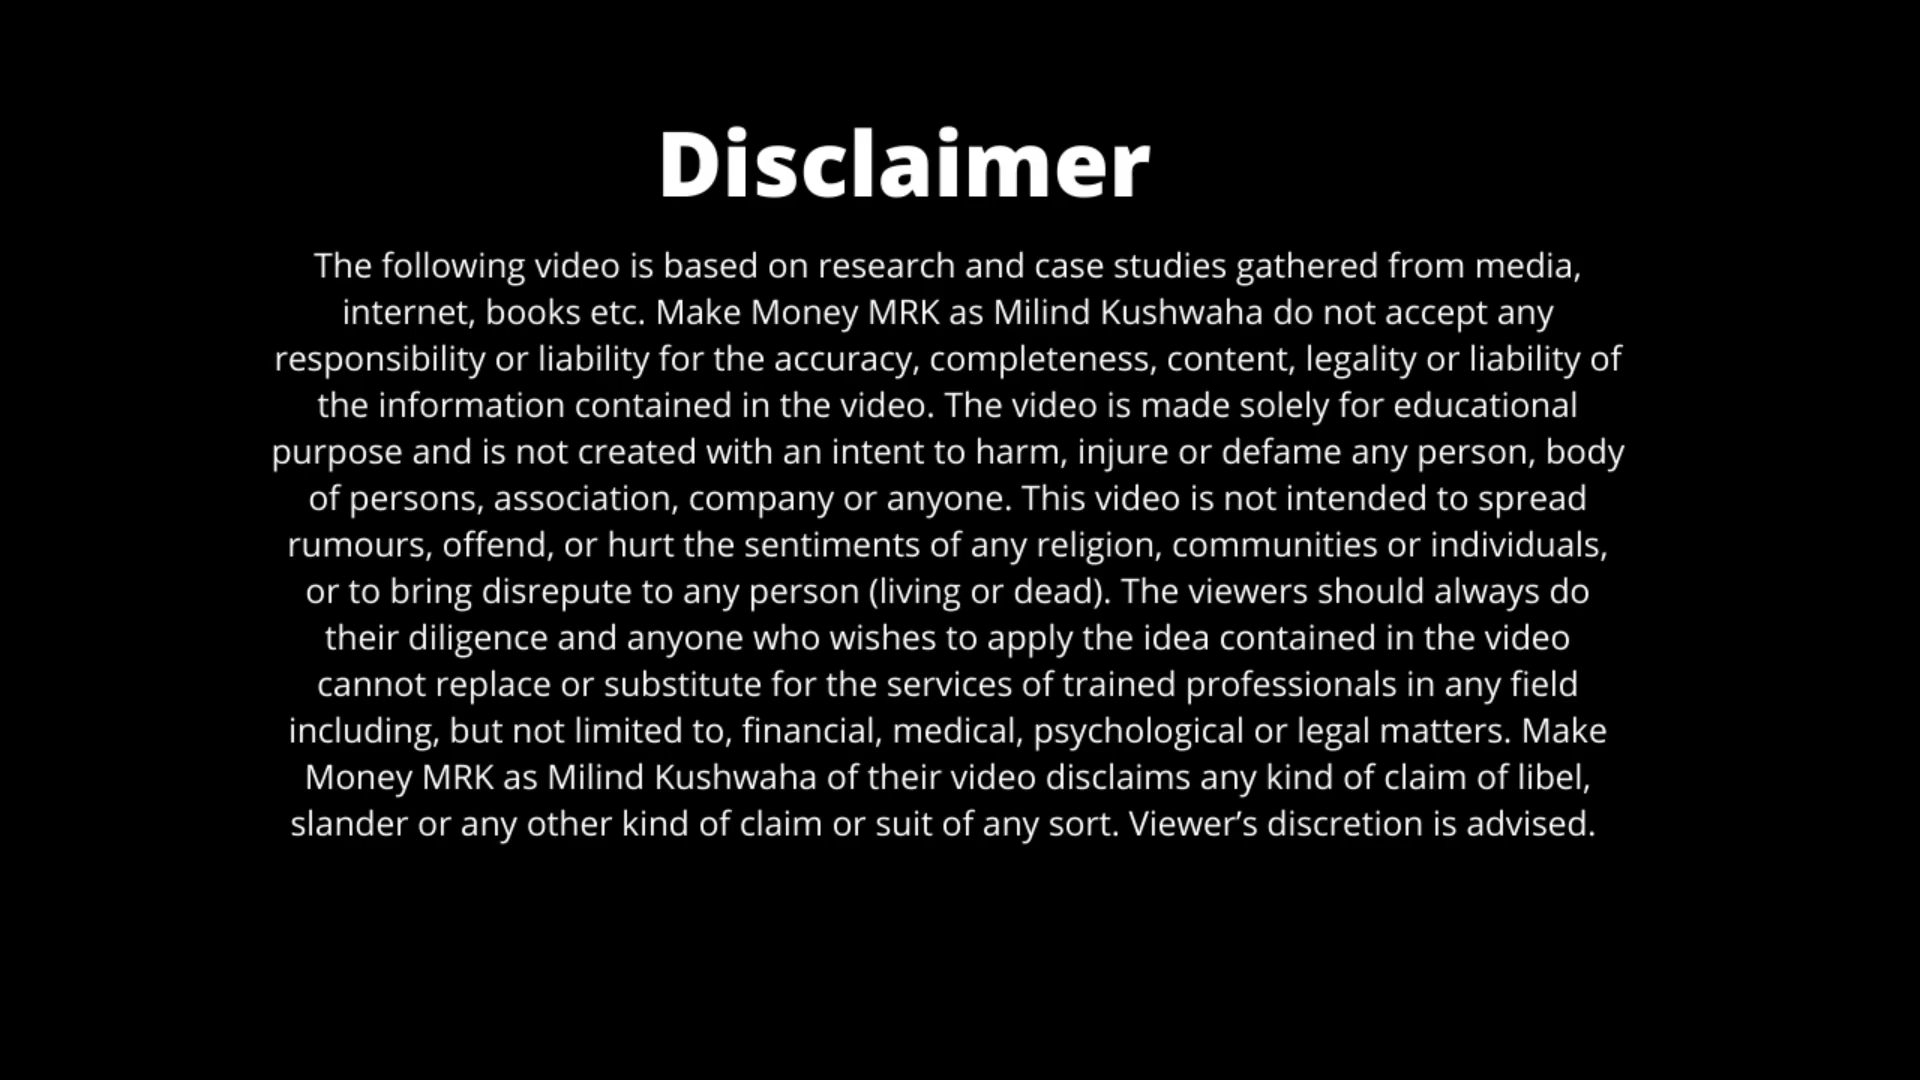 Disclaimer
The following video is based on research and case studies gathered from media,
internet, books etc. Make Money MRK as Milind Kushwaha do not accept any
responsibility or liability for the accuracy, completeness, content, legality or liability of
the information contained in the video. The video is made solely for educational
purpose and is not created with an intent to harm, injure or defame any person, body
of persons, association, company or anyone. This video is not intended to spread
rumours, offend, or hurt the sentiments of any religion, communities or individuals,
or to bring disrepute to any person (living or dead). The viewers should always do
their diligence and anyone who wishes to apply the idea contained in the video
cannot replace or substitute for the services of trained professionals in any field
including, but not limited to, financial, medical, psychological or legal matters. Make
Money MRK as Milind Kushwaha of their video disclaims any kind of claim of libel,
slander or any other kind of claim or suit of any sort. Viewer’s discretion is advised.